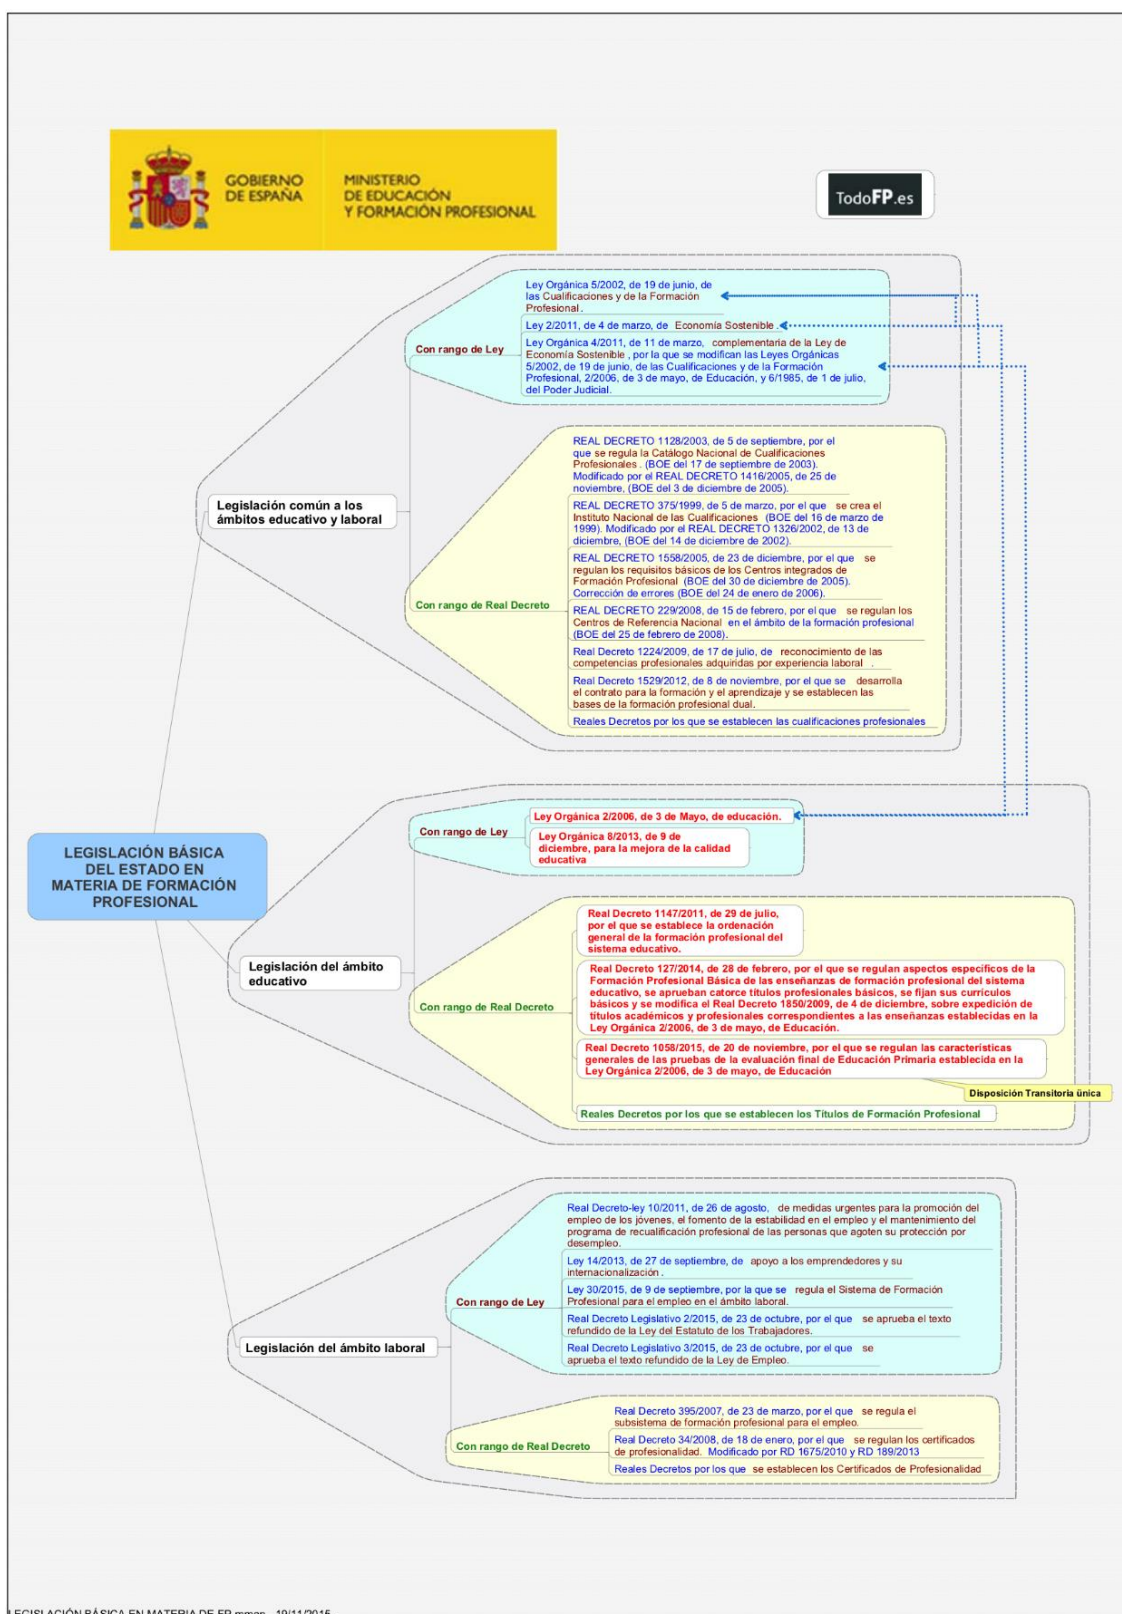 GOBIERNO
DE ESPAÑA
MINISTERIO
DE EDUCACIÓN
Y FORMACIÓN PROFESIONAL
TodoFP.es
LEGISLACIÓN BÁSICA
DEL ESTADO EN
MATERIA DE FORMACIÓN
PROFESIONAL
Legislación común a los
ámbitos educativo y laboral
Con rango de Ley
Ley Orgánica 5/2002, de 19 de junio, de
las Cualificaciones y de la Formación
Profesional .
Ley 2/2011, de 4 de marzo, de Economía Sostenible .
Ley Orgánica 4/2011, de 11 de marzo, complementaria de la Ley de
Economía Sostenible , por la que se modifican las Leyes Orgánicas
5/2002, de 19 de junio, de las Cualificaciones y de la Formación
Profesional, 2/2006, de 3 de mayo, de Educación, y 6/1985, de 1 de julio,
del Poder Judicial.
Con rango de Real Decreto
REAL DECRETO 1128/2003, de 5 de septiembre, por el
que se regula la Catálogo Nacional de Cualificaciones
Profesionales . (BOE del 17 de septiembre de 2003).
Modificado por el REAL DECRETO 1416/2005, de 25 de
noviembre, (BOE del 3 de diciembre de 2005).
REAL DECRETO 375/1999, de 5 de marzo, por el que se crea el
Instituto Nacional de las Cualificaciones (BOE del 16 de marzo de
1999). Modificado por el REAL DECRETO 1326/2002, de 13 de
diciembre, (BOE del 14 de diciembre de 2002).
REAL DECRETO 1558/2005, de 23 de diciembre, por el que se
regulan los requisitos básicos de los Centros integrados de
Formación Profesional (BOE del 30 de diciembre de 2005).
Corrección de errores (BOE del 24 de enero de 2006).
REAL DECRETO 229/2008, de 15 de febrero, por el que se regulan los
Centros de Referencia Nacional en el ámbito de la formación profesional
(BOE del 25 de febrero de 2008).
Real Decreto 1224/2009, de 17 de julio, de reconocimiento de las
competencias profesionales adquiridas por experiencia laboral .
Real Decreto 1529/2012, de 8 de noviembre, por el que se desarrolla
el contrato para la formación y el aprendizaje y se establecen las
bases de la formación profesional dual.
Reales Decretos por los que se establecen las cualificaciones profesionales
Legislación del ámbito
educativo
Con rango de Ley
Ley Orgánica 2/2006, de 3 de Mayo, de educación.
Ley Orgánica 8/2013, de 9 de
diciembre, para la mejora de la calidad
educativa
Con rango de Real Decreto
Real Decreto 1147/2011, de 29 de julio,
por el que se establece la ordenación
general de la formación profesional del
sistema educativo.
Real Decreto 127/2014, de 28 de febrero, por el que se regulan aspectos específicos de la
Formación Profesional Básica de las enseñanzas de formación profesional del sistema
educativo, se aprueban catorce títulos profesionales básicos, se fijan sus currículos
básicos y se modifica el Real Decreto 1850/2009, de 4 de diciembre, sobre expedición de
títulos académicos y profesionales correspondientes a las enseñanzas establecidas en la
Ley Orgánica 2/2006, de 3 de mayo, de Educación.
Real Decreto 1058/2015, de 20 de noviembre, por el que se regulan las características
generales de las pruebas de la evaluación final de Educación Primaria establecida en la
Ley Orgánica 2/2006, de 3 de mayo, de Educación
Disposición Transitoria única
Reales Decretos por los que se establecen los Títulos de Formación Profesional
Legislación del ámbito laboral
Con rango de Ley
Real Decreto-ley 10/2011, de 26 de agosto, de medidas urgentes para la promoción del
empleo de los jóvenes, el fomento de la estabilidad en el empleo y el mantenimiento del
programa de recualificación profesional de las personas que agoten su protección por
desempleo.
Ley 14/2013, de 27 de septiembre, de apoyo a los emprendedores y su
internacionalización .
Ley 30/2015, de 9 de septiembre, por la que se regula el Sistema de Formación
Profesional para el empleo en el ámbito laboral.
Real Decreto Legislativo 2/2015, de 23 de octubre, por el que se aprueba el texto
refundido de la Ley del Estatuto de los Trabajadores.
Real Decreto Legislativo 3/2015, de 23 de octubre, por el que se
aprueba el texto refundido de la Ley de Empleo.
Con rango de Real Decreto
Real Decreto 395/2007, de 23 de marzo, por el que se regula el
subsistema de formación profesional para el empleo.
Real Decreto 34/2008, de 18 de enero, por el que se regulan los certificados
de profesionalidad. Modificado por RD 1675/2010 y RD 189/2013
Reales Decretos por los que se establecen los Certificados de Profesionalidad
LEGISLACIÓN BÁSICA EN MATERIA DE FP.mmap - 19/11/2015